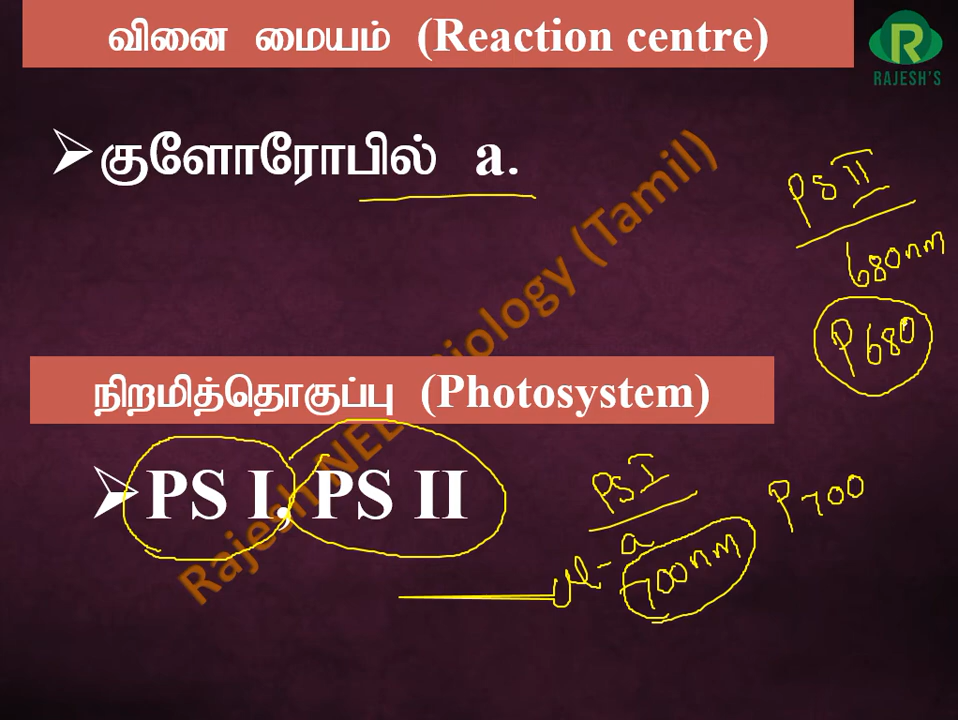 வினை மையம் (Reaction centre)
R
RAJESH'S
➢குளோரோபில் a.
PS II
680nm
P680
Rajesh NEET Biology (Tamil)
நிறமித்தொகுப்பு (Photosystem)
➢PS I, PS II
PS I
P700
chl-a
700nm